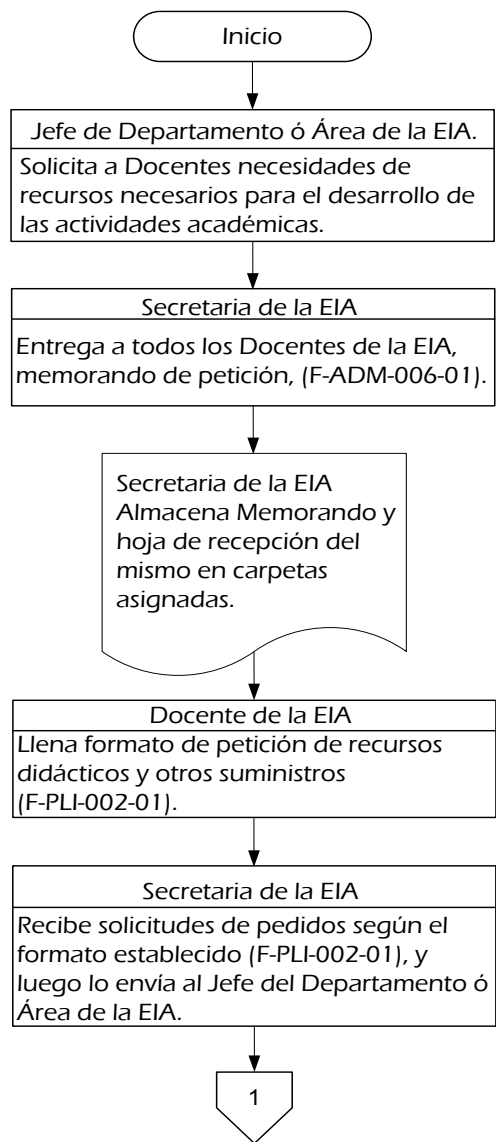 Inicio
Jefe de Departamento ó Área de la EIA.
Solicita a Docentes necesidades de
recursos necesarios para el desarrollo de
las actividades académicas.
Secretaria de la EIA
Entrega a todos los Docentes de la EIA,
memorando de petición, (F-ADM-006-01).
Secretaria de la EIA
Almacena Memorando y
hoja de recepción del
mismo en carpetas
asignadas.
Docente de la EIA
Llena formato de petición de recursos
didácticos y otros suministros
(F-PLI-002-01).
Secretaria de la EIA
Recibe solicitudes de pedidos según el
formato establecido (F-PLI-002-01), y
luego lo envía al Jefe del Departamento ó
Área de la EIA.
1